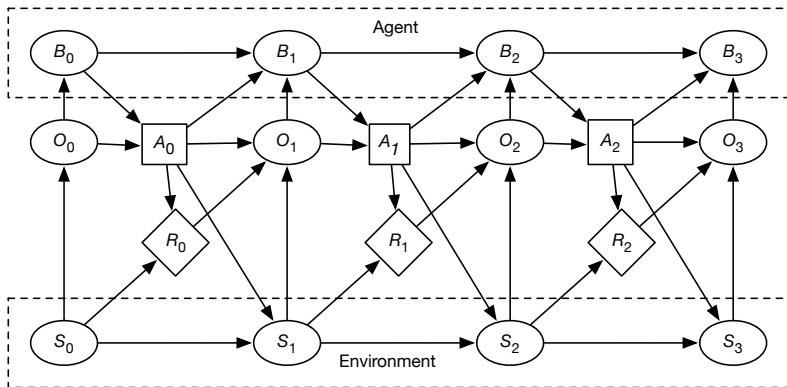 Agent
B0 B1 B2 B3
O0 A0 O1 A1 O2 A2 O3
R0 R1 R2
S0 S1 S2 S3
Environment